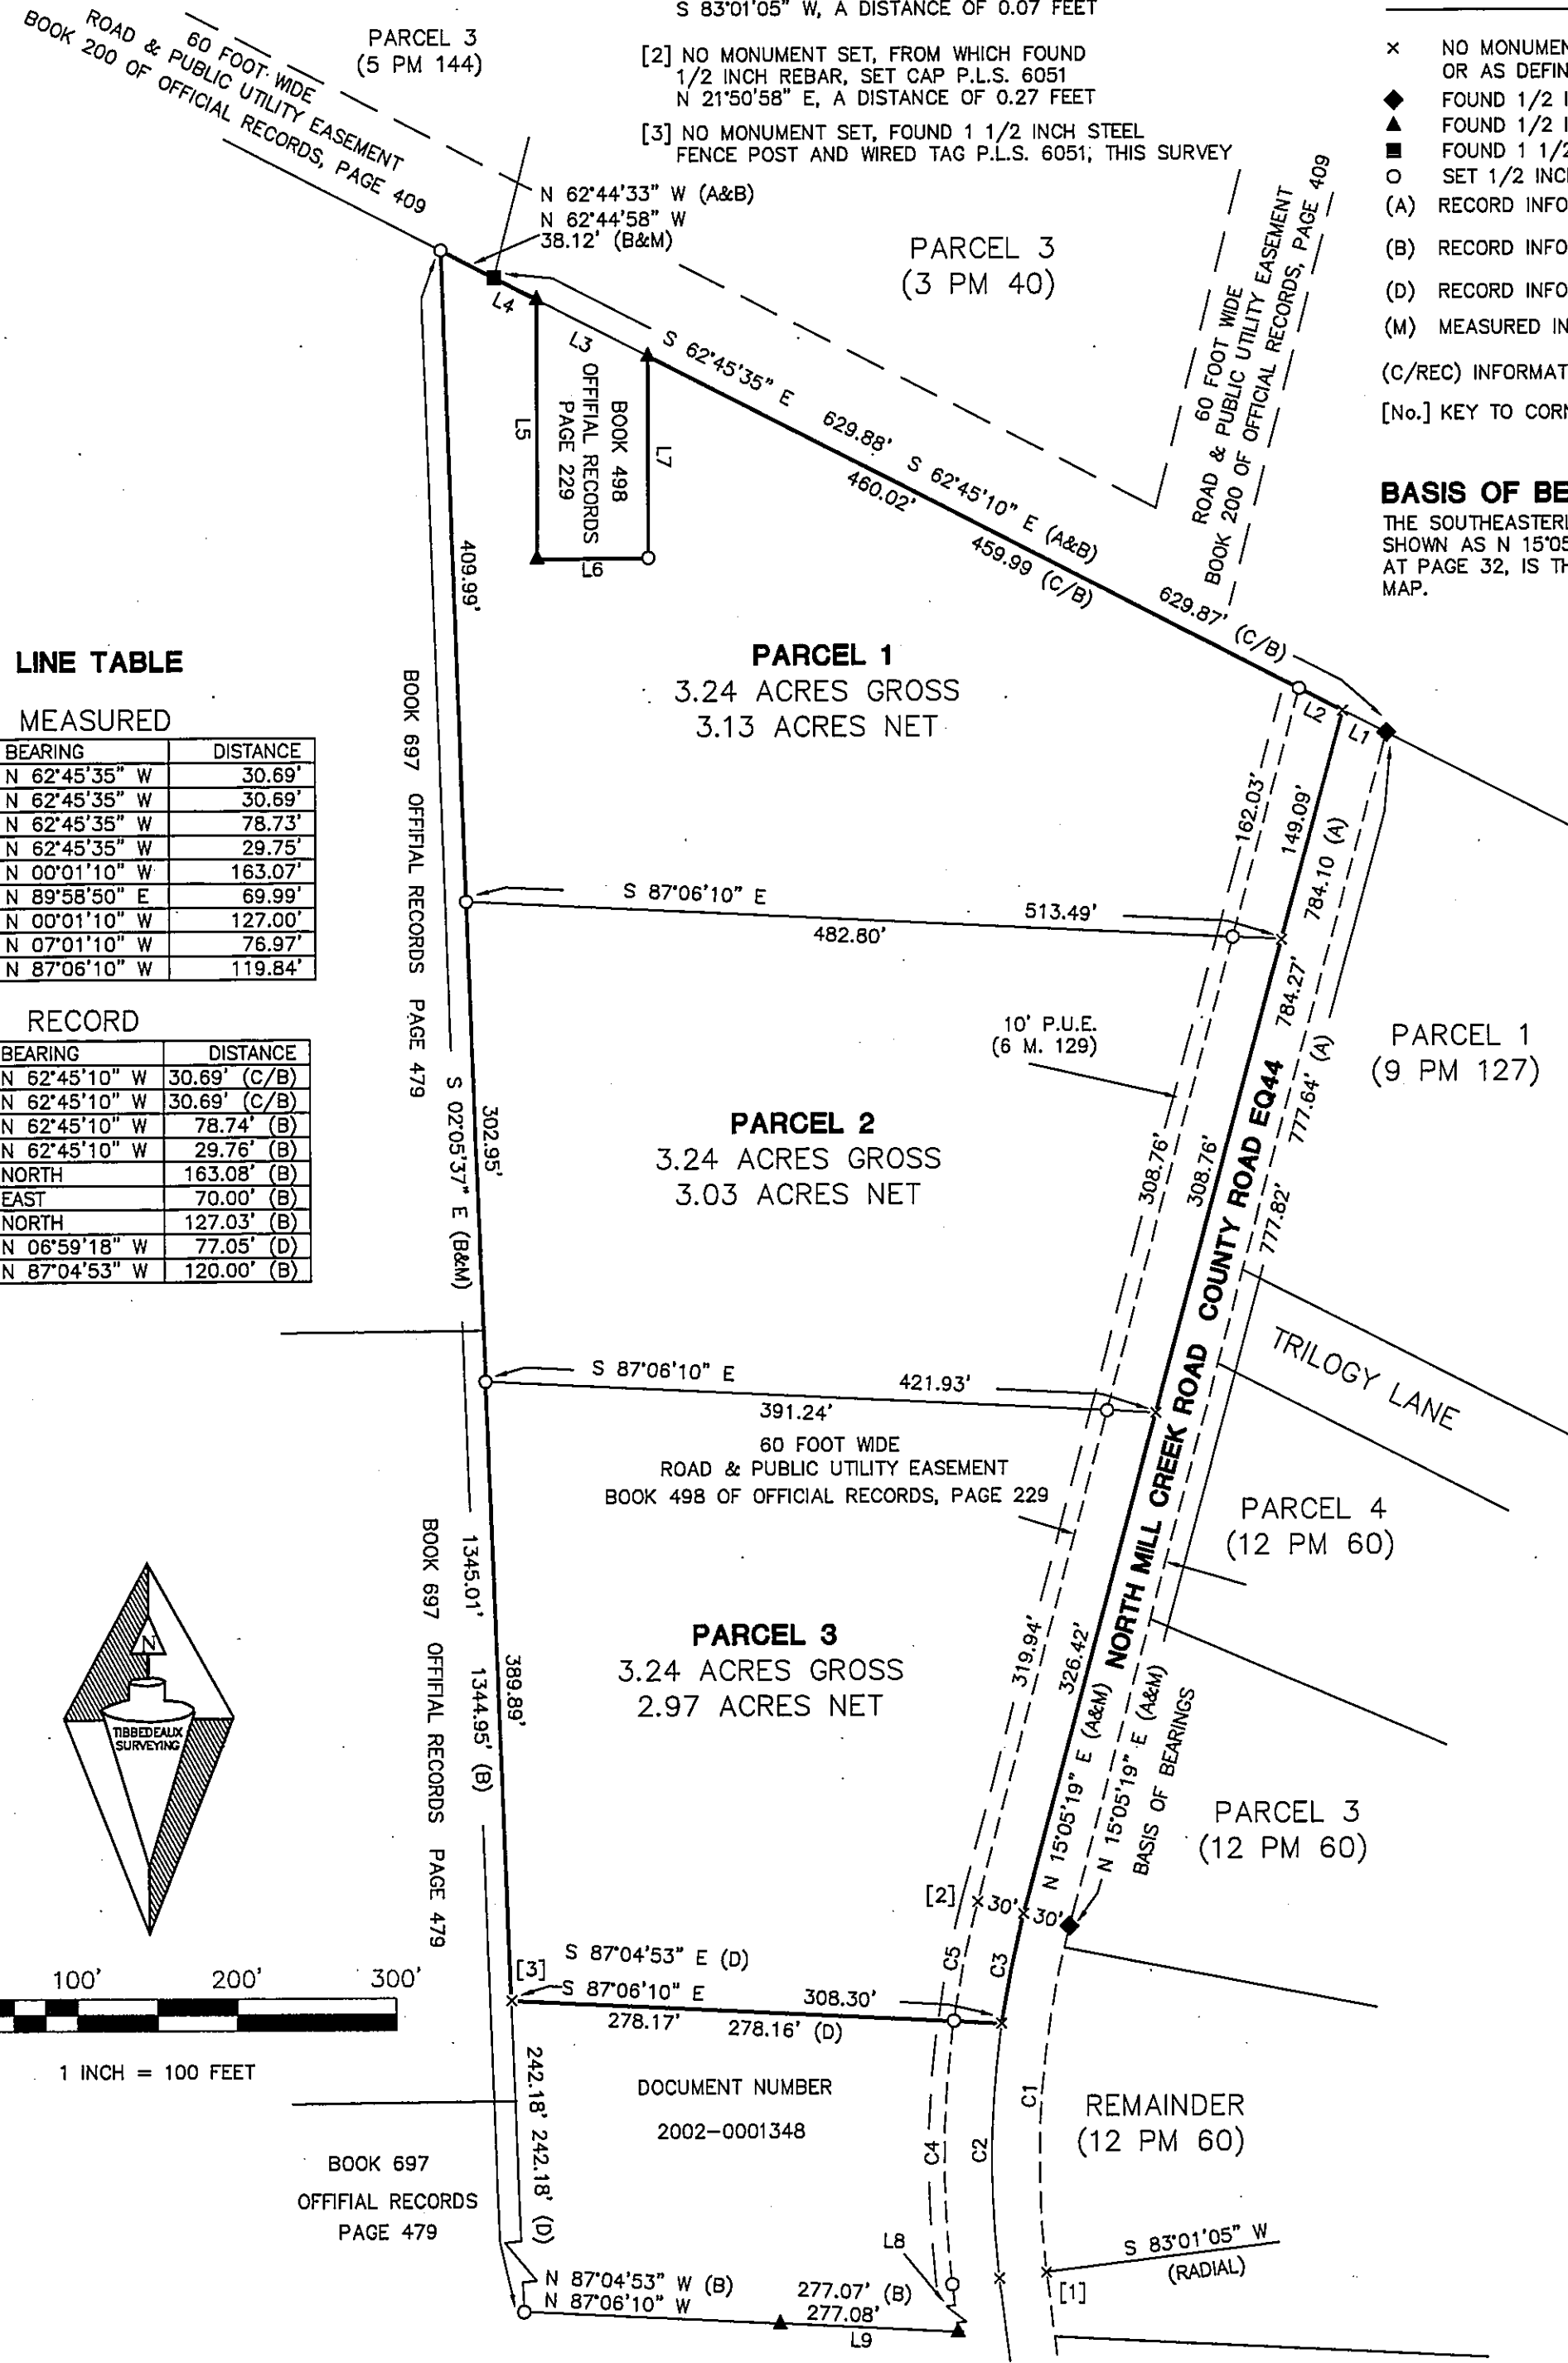 S 83°01'05" W, A DISTANCE OF 0.07 FEET
[2] NO MONUMENT SET, FROM WHICH FOUND
1/2 INCH REBAR, SET CAP P.L.S. 6051
N 21°50'58" E, A DISTANCE OF 0.27 FEET
[3] NO MONUMENT SET, FOUND 1 1/2 INCH STEEL
FENCE POST AND WIRED TAG P.L.S. 6051; THIS SURVEY
× NO MONUMEN
OR AS DEFIN
FOUND 1/2 I
FOUND 1/2 I
FOUND 1 1/2
SET 1/2 INC
(A) RECORD INFO
(B) RECORD INFO
(D) RECORD INFO
(M) MEASURED IN
(C/REC) INFORMAT
[No.] KEY TO CORN
BASIS OF BE
THE SOUTHEASTERL
SHOWN AS N 15°05
AT PAGE 32, IS TH
MAP.
60 FOOT WIDE
ROAD & PUBLIC UTILITY EASEMENT
BOOK 200 OF OFFICIAL RECORDS, PAGE 409
PARCEL 3
(5 PM 144)
N 62°44'33" W (A&B)
N 62°44'58" W
38.12' (B&M)
PARCEL 3
(3 PM 40)
60 FOOT WIDE
ROAD & PUBLIC UTILITY EASEMENT
BOOK 200 OF OFFICIAL RECORDS, PAGE 409
L4
L3
S 62°45'35" E
629.88'
S 62°45'10" E (A&B)
460.02'
459.99 (C/B)
629.87' (C/B)
L5
BOOK 498
OFFIFIAL RECORDS
PAGE 229
L7
L6
L2
L1
409.99'
BOOK 697 OFFIFIAL RECORDS PAGE 479
PARCEL 1
3.24 ACRES GROSS
3.13 ACRES NET
162.03'
149.09'
784.10 (A)
784.27'
777.64' (A)
777.82'
LINE TABLE
MEASURED
BEARING DISTANCE
N 62°45'35" W 30.69'
N 62°45'35" W 30.69'
N 62°45'35" W 78.73'
N 62°45'35" W 29.75'
N 00°01'10" W 163.07'
N 89°58'50" E 69.99'
N 00°01'10" W 127.00'
N 07°01'10" W 76.97'
N 87°06'10" W 119.84'
RECORD
BEARING DISTANCE
N 62°45'10" W 30.69' (C/B)
N 62°45'10" W 30.69' (C/B)
N 62°45'10" W 78.74' (B)
N 62°45'10" W 29.76' (B)
NORTH 163.08' (B)
EAST 70.00' (B)
NORTH 127.03' (B)
N 06°59'18" W 77.05' (D)
N 87°04'53" W 120.00' (B)
S 87°06'10" E
513.49'
482.80'
10' P.U.E.
(6 M. 129)
PARCEL 1
(9 PM 127)
S 02°05'37" E (B&M)
302.95'
PARCEL 2
3.24 ACRES GROSS
3.03 ACRES NET
308.76'
308.76'
NORTH MILL CREEK ROAD COUNTY ROAD EQ44
TRILOGY LANE
S 87°06'10" E
421.93'
391.24'
60 FOOT WIDE
ROAD & PUBLIC UTILITY EASEMENT
BOOK 498 OF OFFICIAL RECORDS, PAGE 229
PARCEL 4
(12 PM 60)
BOOK 697 OFFIFIAL RECORDS PAGE 479
1345.01'
1344.95' (B)
389.89'
PARCEL 3
3.24 ACRES GROSS
2.97 ACRES NET
319.94'
326.42'
N 15°05'19" E (A&M)
N 15°05'19" E (A&M)
BASIS OF BEARINGS
PARCEL 3
(12 PM 60)
N
TIBBEDEAUX
SURVEYING
[2]
30'
30'
C5
C3
100' 200' 300'
1 INCH = 100 FEET
[3]
S 87°04'53" E (D)
S 87°06'10" E
308.30'
278.17'
278.16' (D)
242.18' 242.18' (D)
DOCUMENT NUMBER
2002-0001348
C4
C2
C1
REMAINDER
(12 PM 60)
BOOK 697
OFFIFIAL RECORDS
PAGE 479
L8
S 83°01'05" W
(RADIAL)
[1]
N 87°04'53" W (B)
N 87°06'10" W
277.07' (B)
277.08'
L9